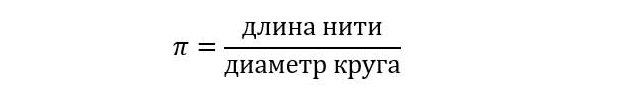 π = длина нити
диаметр круга